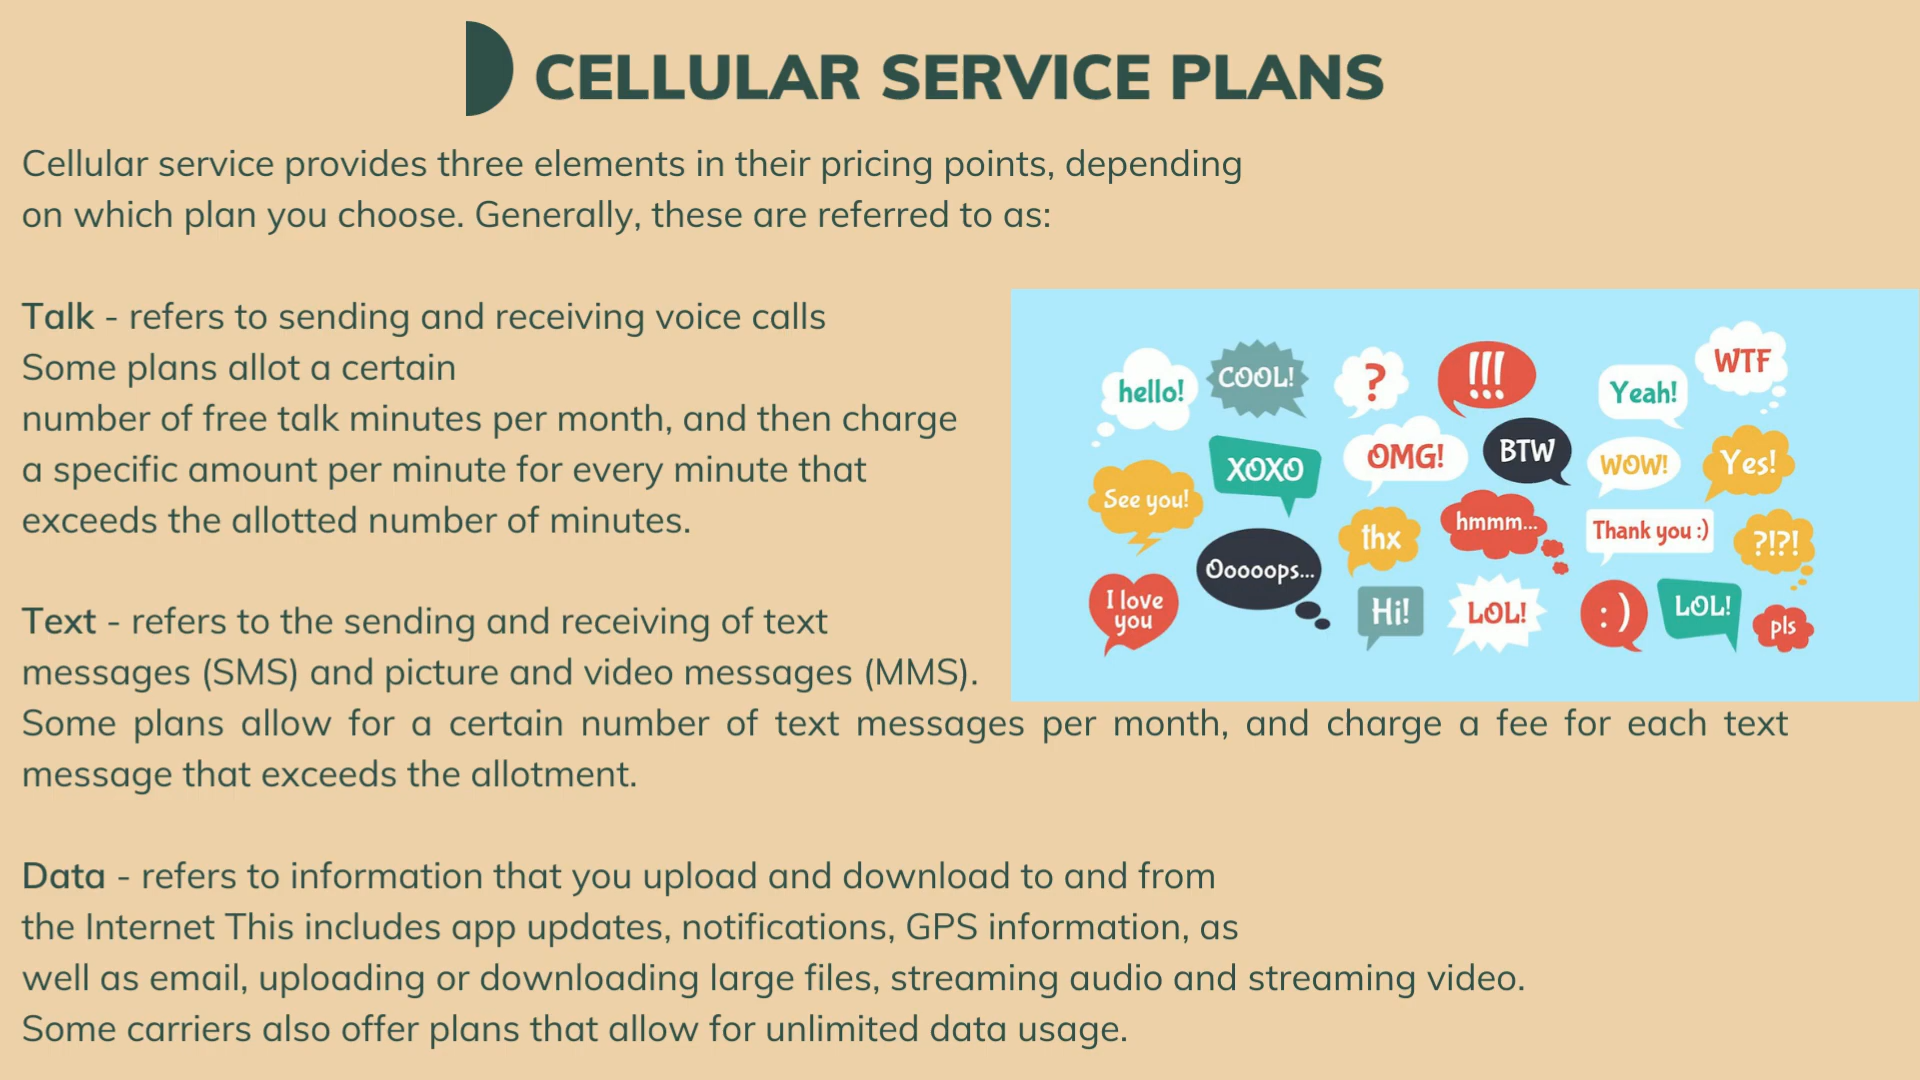 CELLULAR SERVICE PLANS
Cellular service provides three elements in their pricing points, depending
on which plan you choose. Generally, these are referred to as:
Talk - refers to sending and receiving voice calls
Some plans allot a certain
number of free talk minutes per month, and then charge
a specific amount per minute for every minute that
exceeds the allotted number of minutes.
Text - refers to the sending and receiving of text
messages (SMS) and picture and video messages (MMS).
Some plans allow for a certain number of text messages per month, and charge a fee for each text
message that exceeds the allotment.
Data - refers to information that you upload and download to and from
the Internet This includes app updates, notifications, GPS information, as
well as email, uploading or downloading large files, streaming audio and streaming video.
Some carriers also offer plans that allow for unlimited data usage.
hello!
COOL!
?
!!!
Yeah!
WTF
See you!
XOXO
OMG!
BTW
WOW!
Yes!
Ooooops...
thx
hmmm...
Thank you :)
?!?!
I love
you
Hi!
LOL!
:)
LOL!
pls